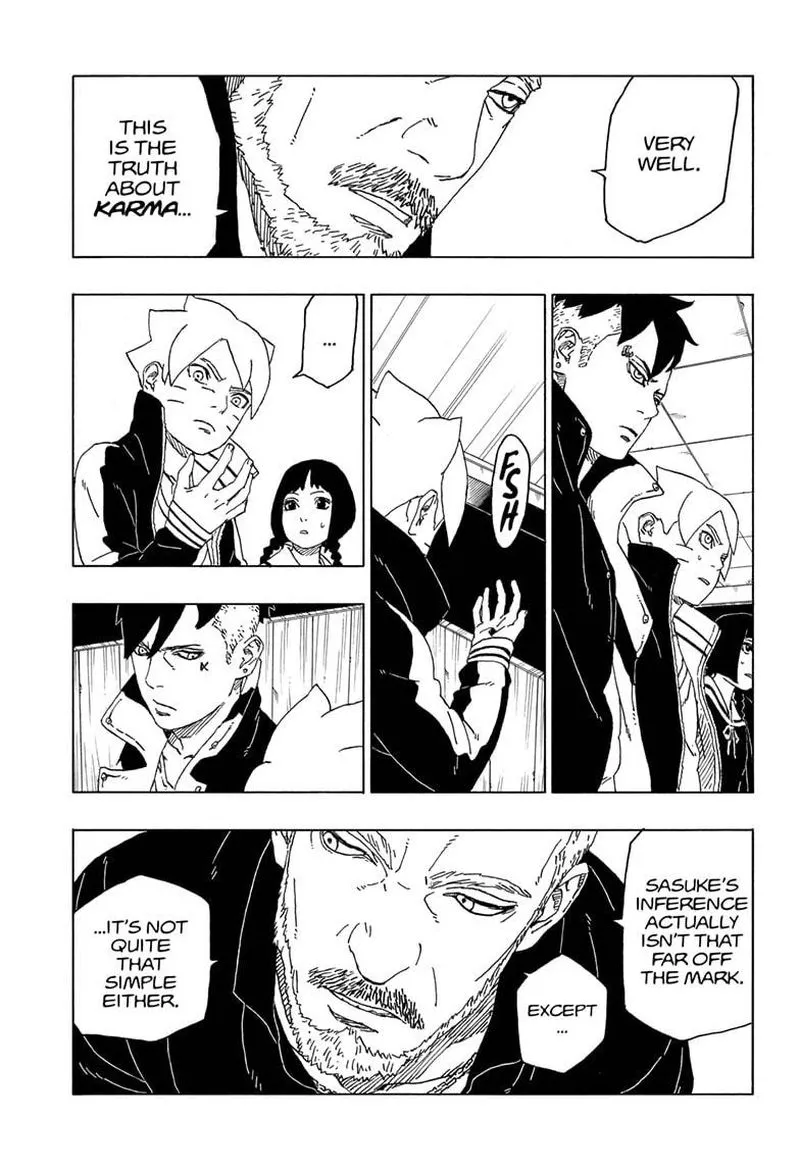 VERY
WELL.
THIS
IS THE
TRUTH
ABOUT
KARMA...
FSH
...
K
SASUKE'S
INFERENCE
ACTUALLY
ISN'T THAT
FAR OFF
THE MARK.
EXCEPT
...
...IT'S NOT
QUITE
THAT
SIMPLE
EITHER.